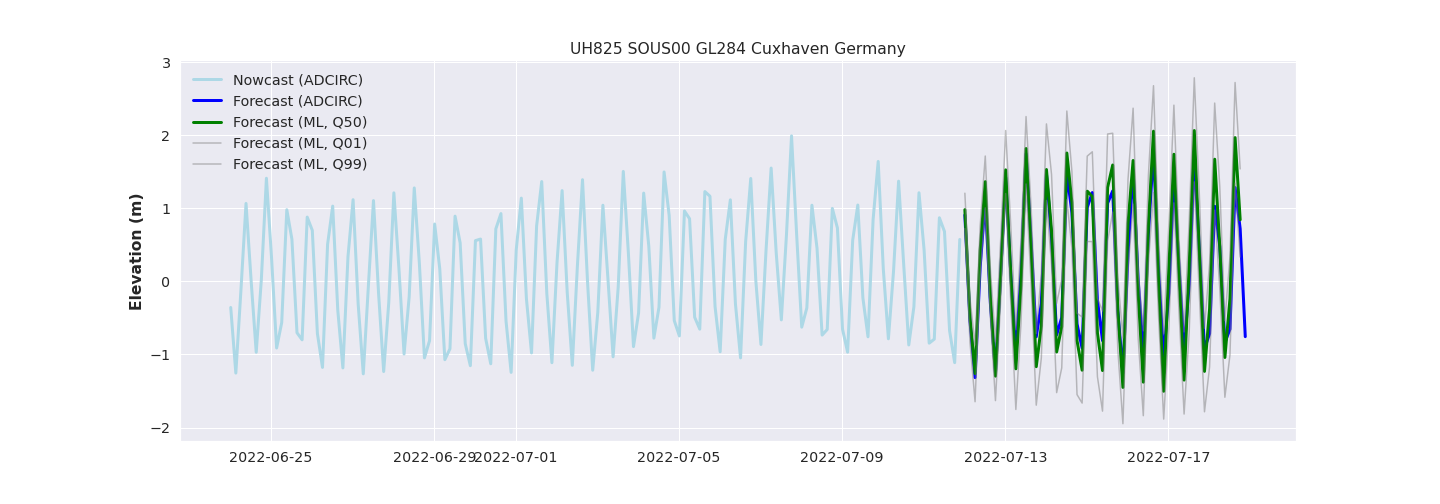 UH825 SOUS00 GL284 Cuxhaven Germany
3
2
1
0
−1
−2
Elevation (m)
Nowcast (ADCIRC)
Forecast (ADCIRC)
Forecast (ML, Q50)
Forecast (ML, Q01)
Forecast (ML, Q99)
2022-06-25 2022-06-29 2022-07-01 2022-07-05 2022-07-09 2022-07-13 2022-07-17